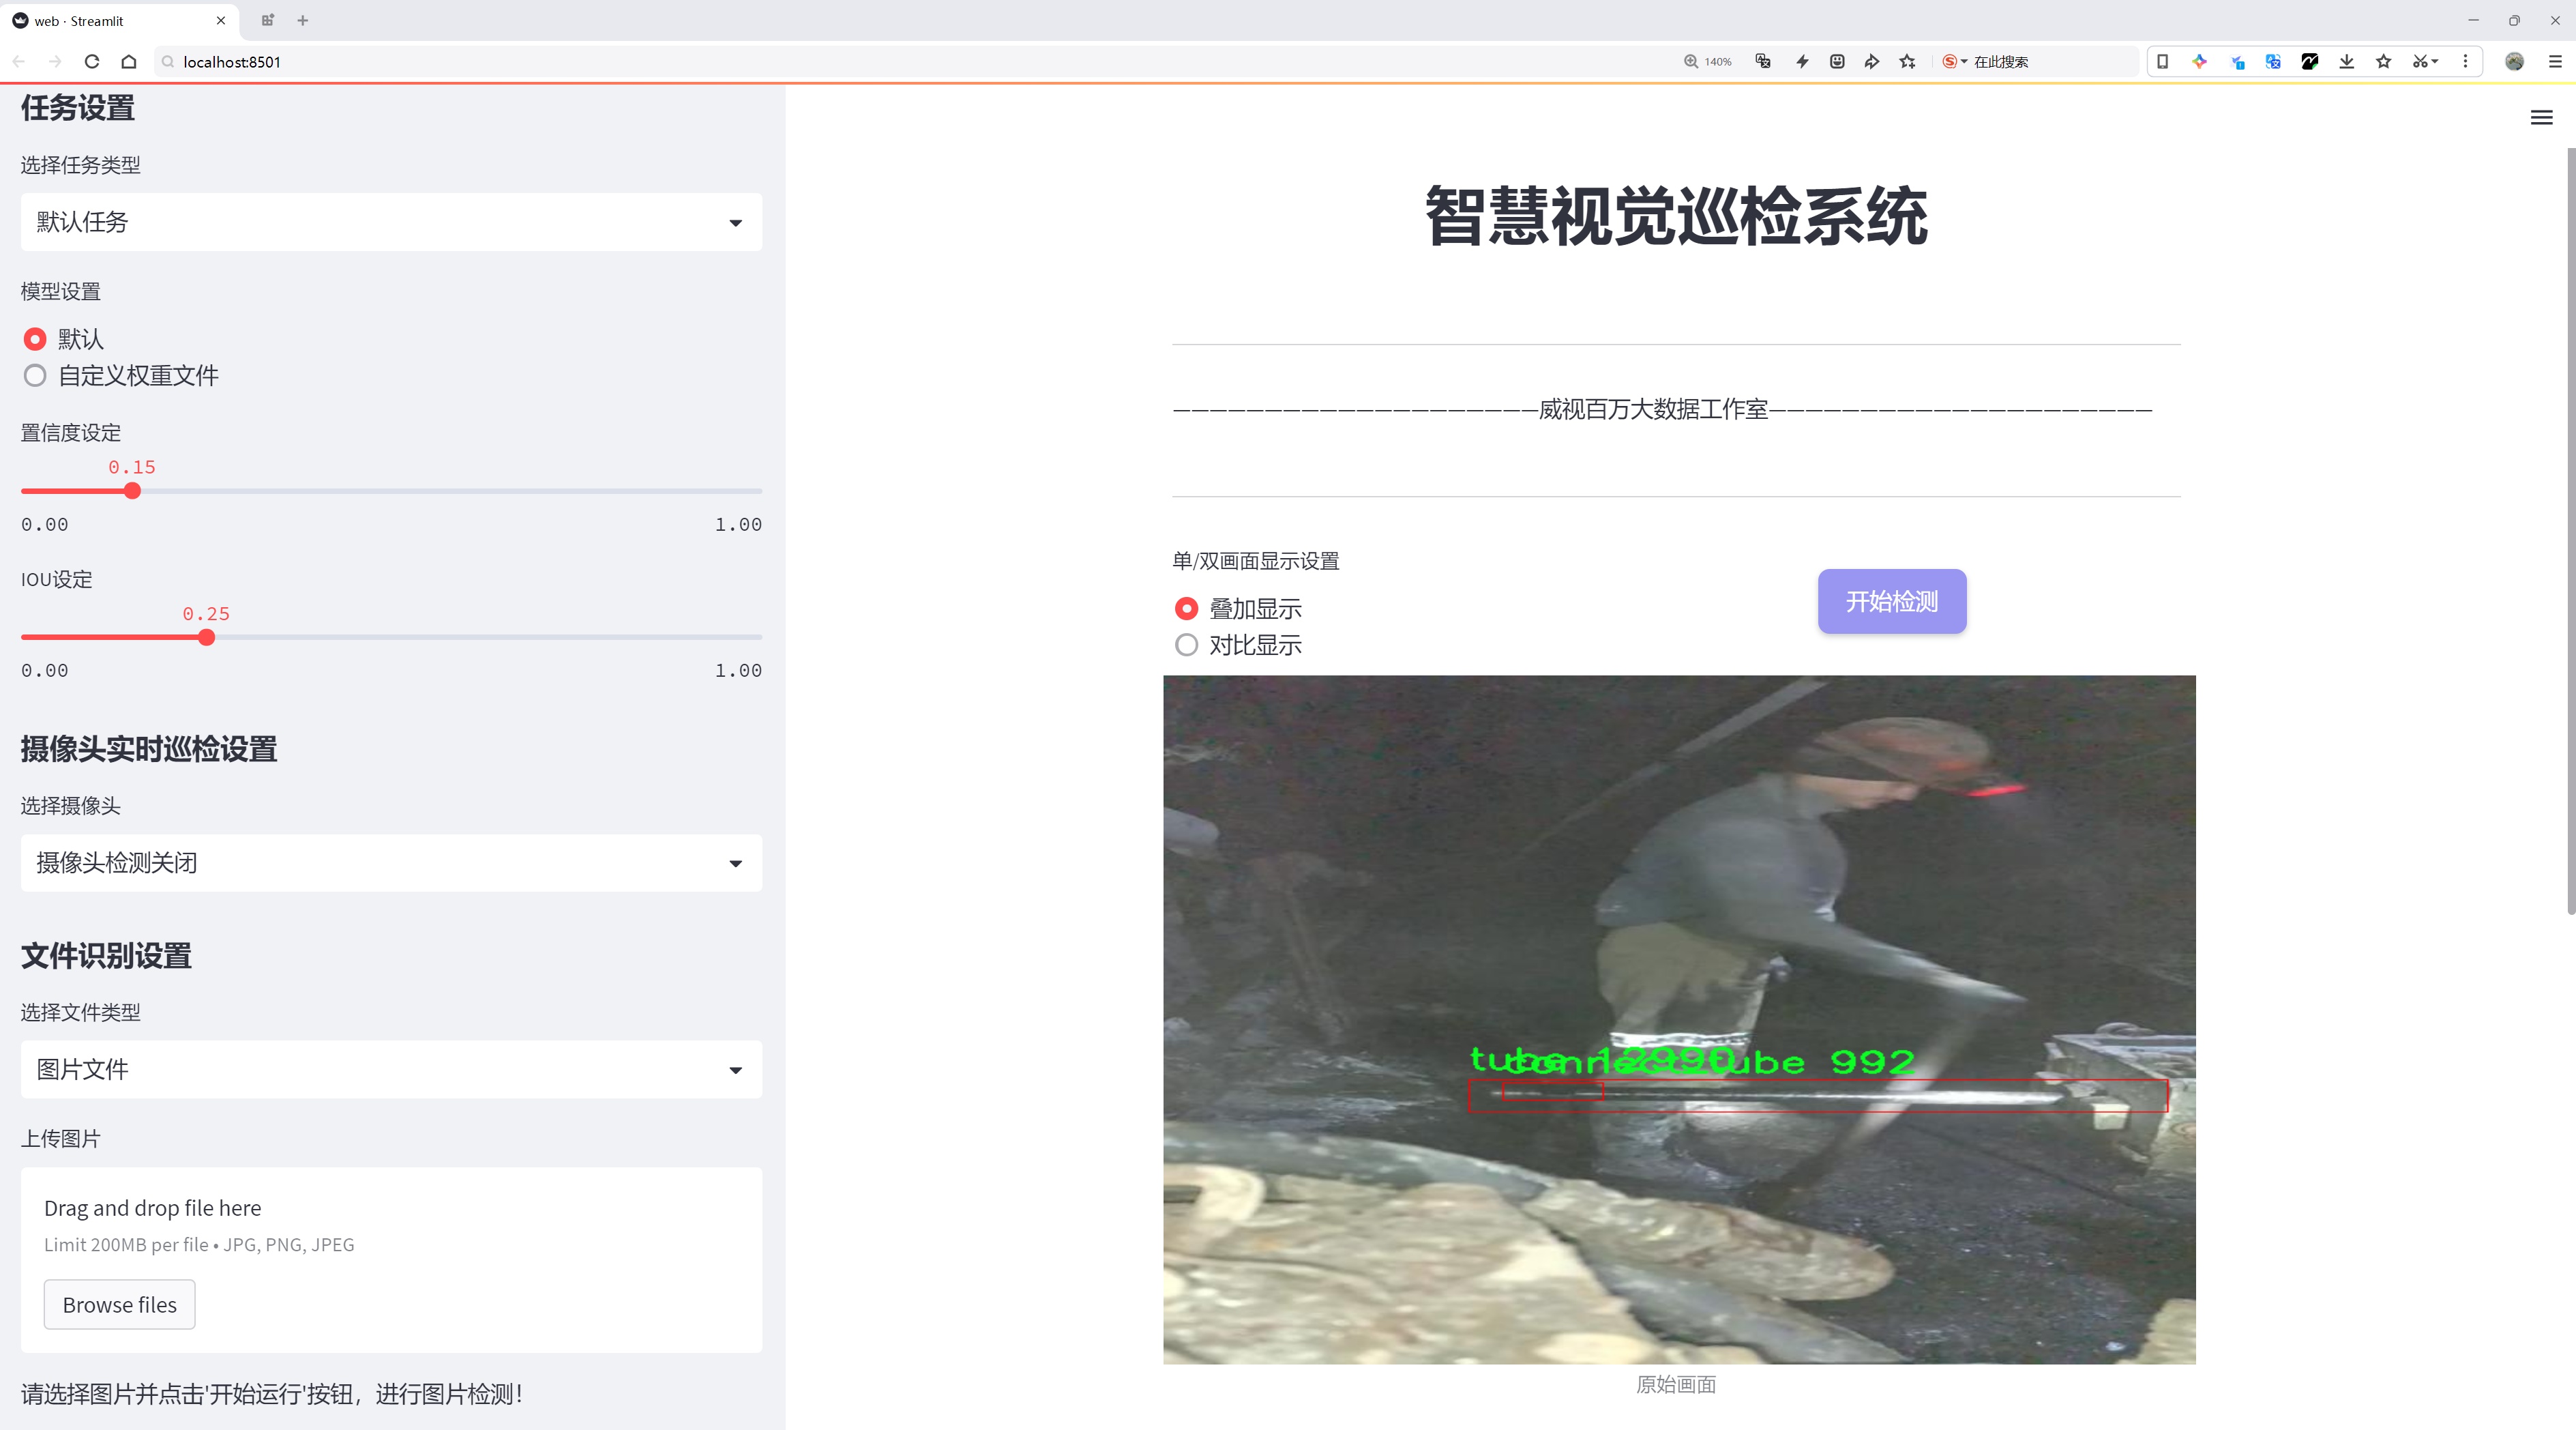 web · Streamlit
localhost:8501
140%
在此搜索
任务设置
选择任务类型
默认任务
模型设置
默认
自定义权重文件
置信度设定
0.15
0.00 1.00
IOU设定
0.25
0.00 1.00
摄像头实时巡检设置
选择摄像头
摄像头检测关闭
文件识别设置
选择文件类型
图片文件
上传图片
Drag and drop file here
Limit 200MB per file • JPG, PNG, JPEG
Browse files
请选择图片并点击'开始运行'按钮，进行图片检测！
智慧视觉巡检系统
————————————————————威视百万大数据工作室—————————————————————
单/双画面显示设置
叠加显示
对比显示
开始检测
tube
ube 992
原始画面